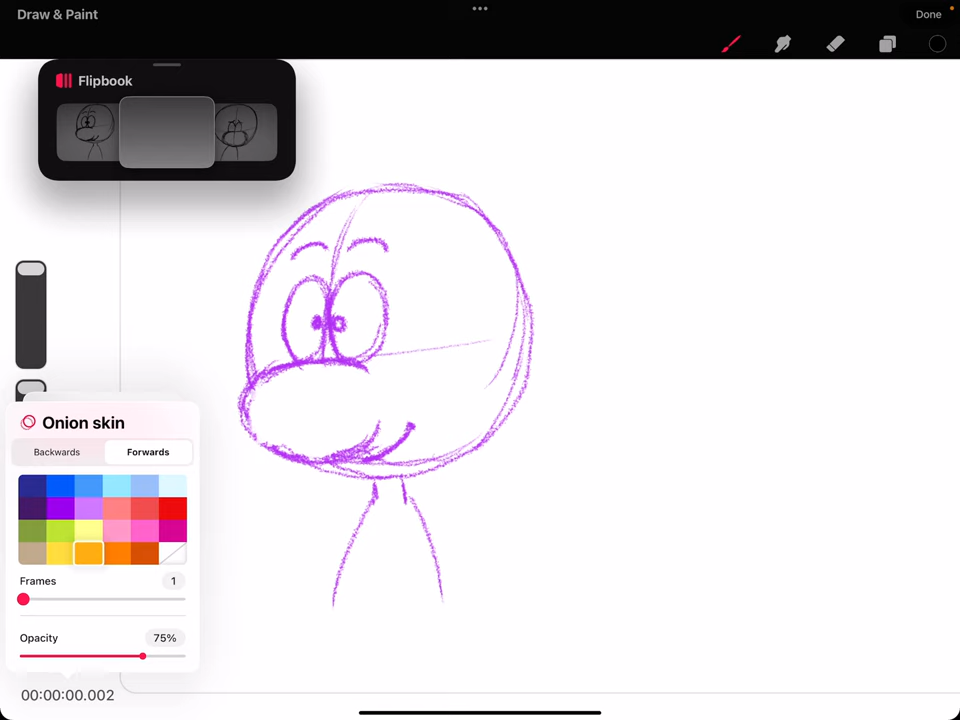 Draw & Paint
Done
Flipbook
Onion skin
Backwards
Forwards
Frames
1
Opacity
75%
00:00:00.002